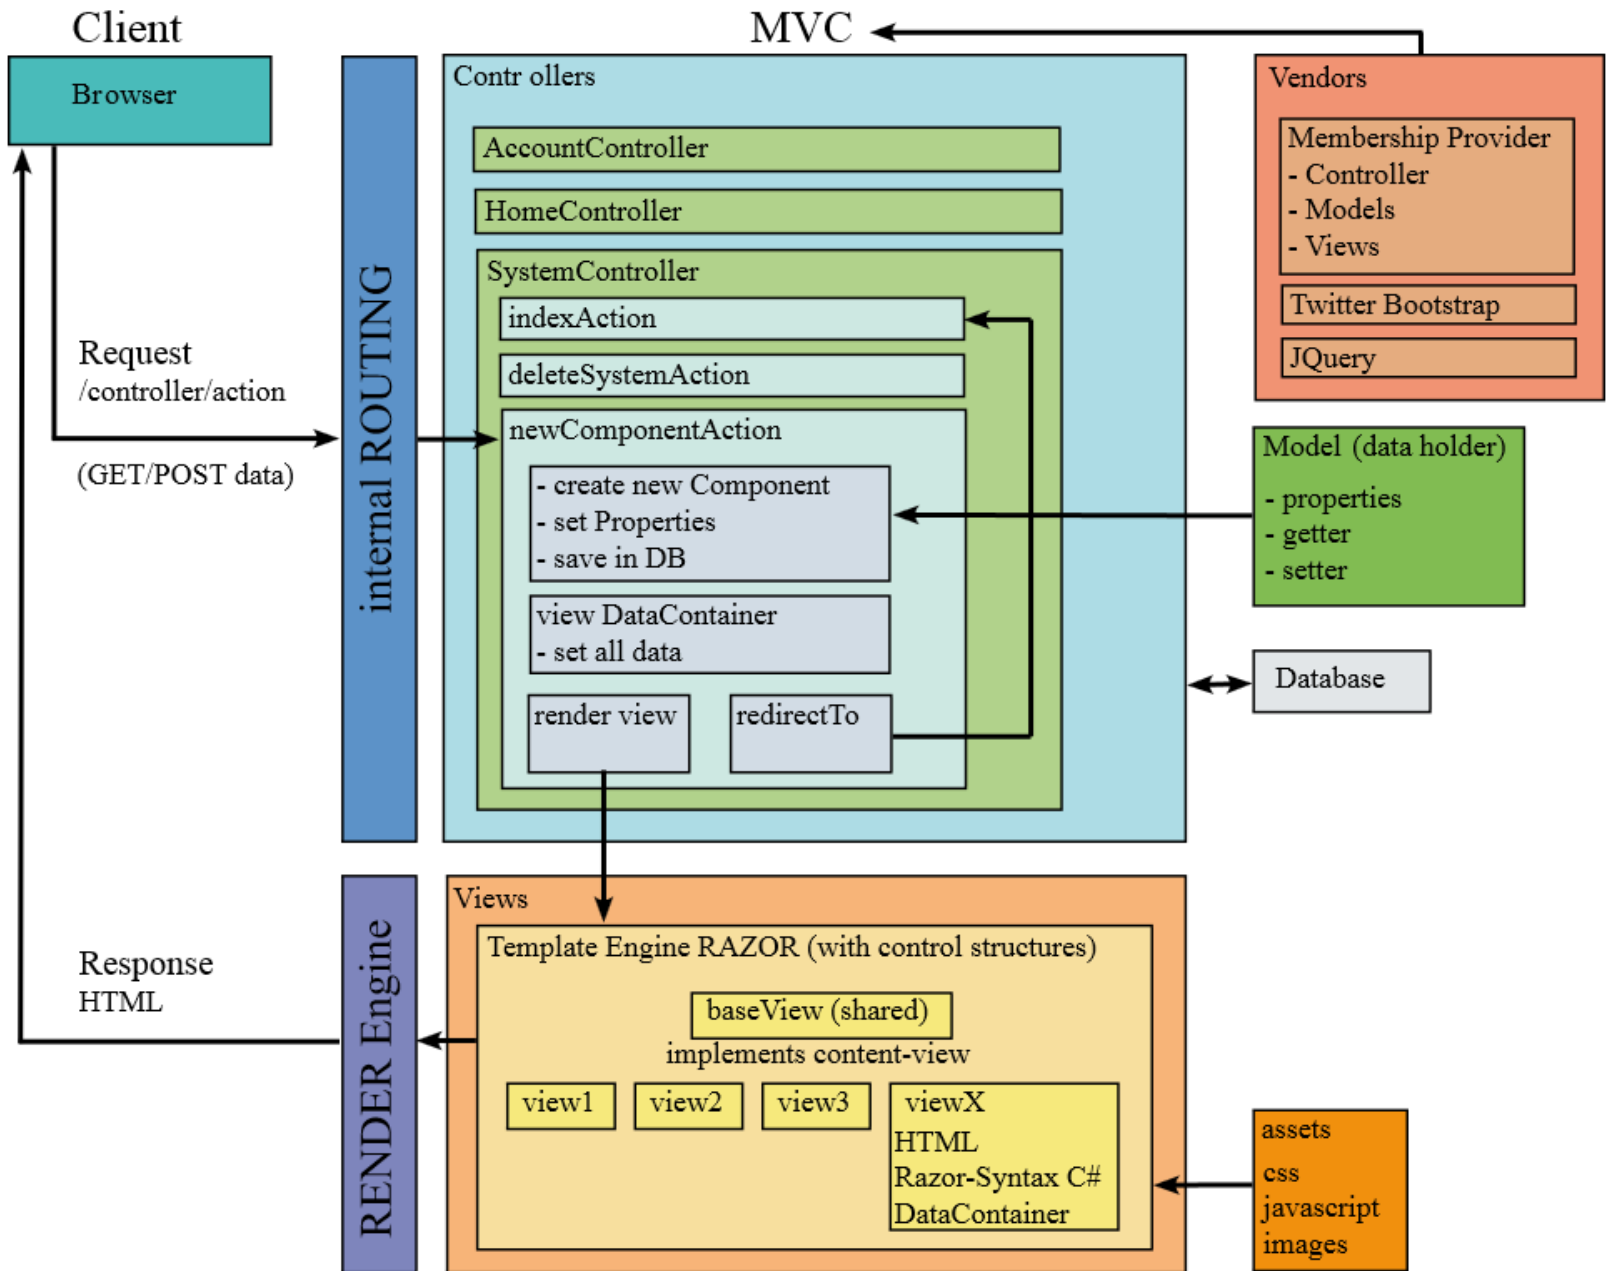 Client
MVC
Browser
Request
/controller/action
(GET/POST data)
Response
HTML
internal ROUTING
Contr ollers
AccountController
HomeController
SystemController
indexAction
deleteSystemAction
newComponentAction
- create new Component
- set Properties
- save in DB
view DataContainer
- set all data
render view
redirectTo
Vendors
Membership Provider
- Controller
- Models
- Views
Twitter Bootstrap
JQuery
Model (data holder)
- properties
- getter
- setter
Database
RENDER Engine
Views
Template Engine RAZOR (with control structures)
baseView (shared)
implements content-view
view1
view2
view3
viewX
HTML
Razor-Syntax C#
DataContainer
assets
css
javascript
images